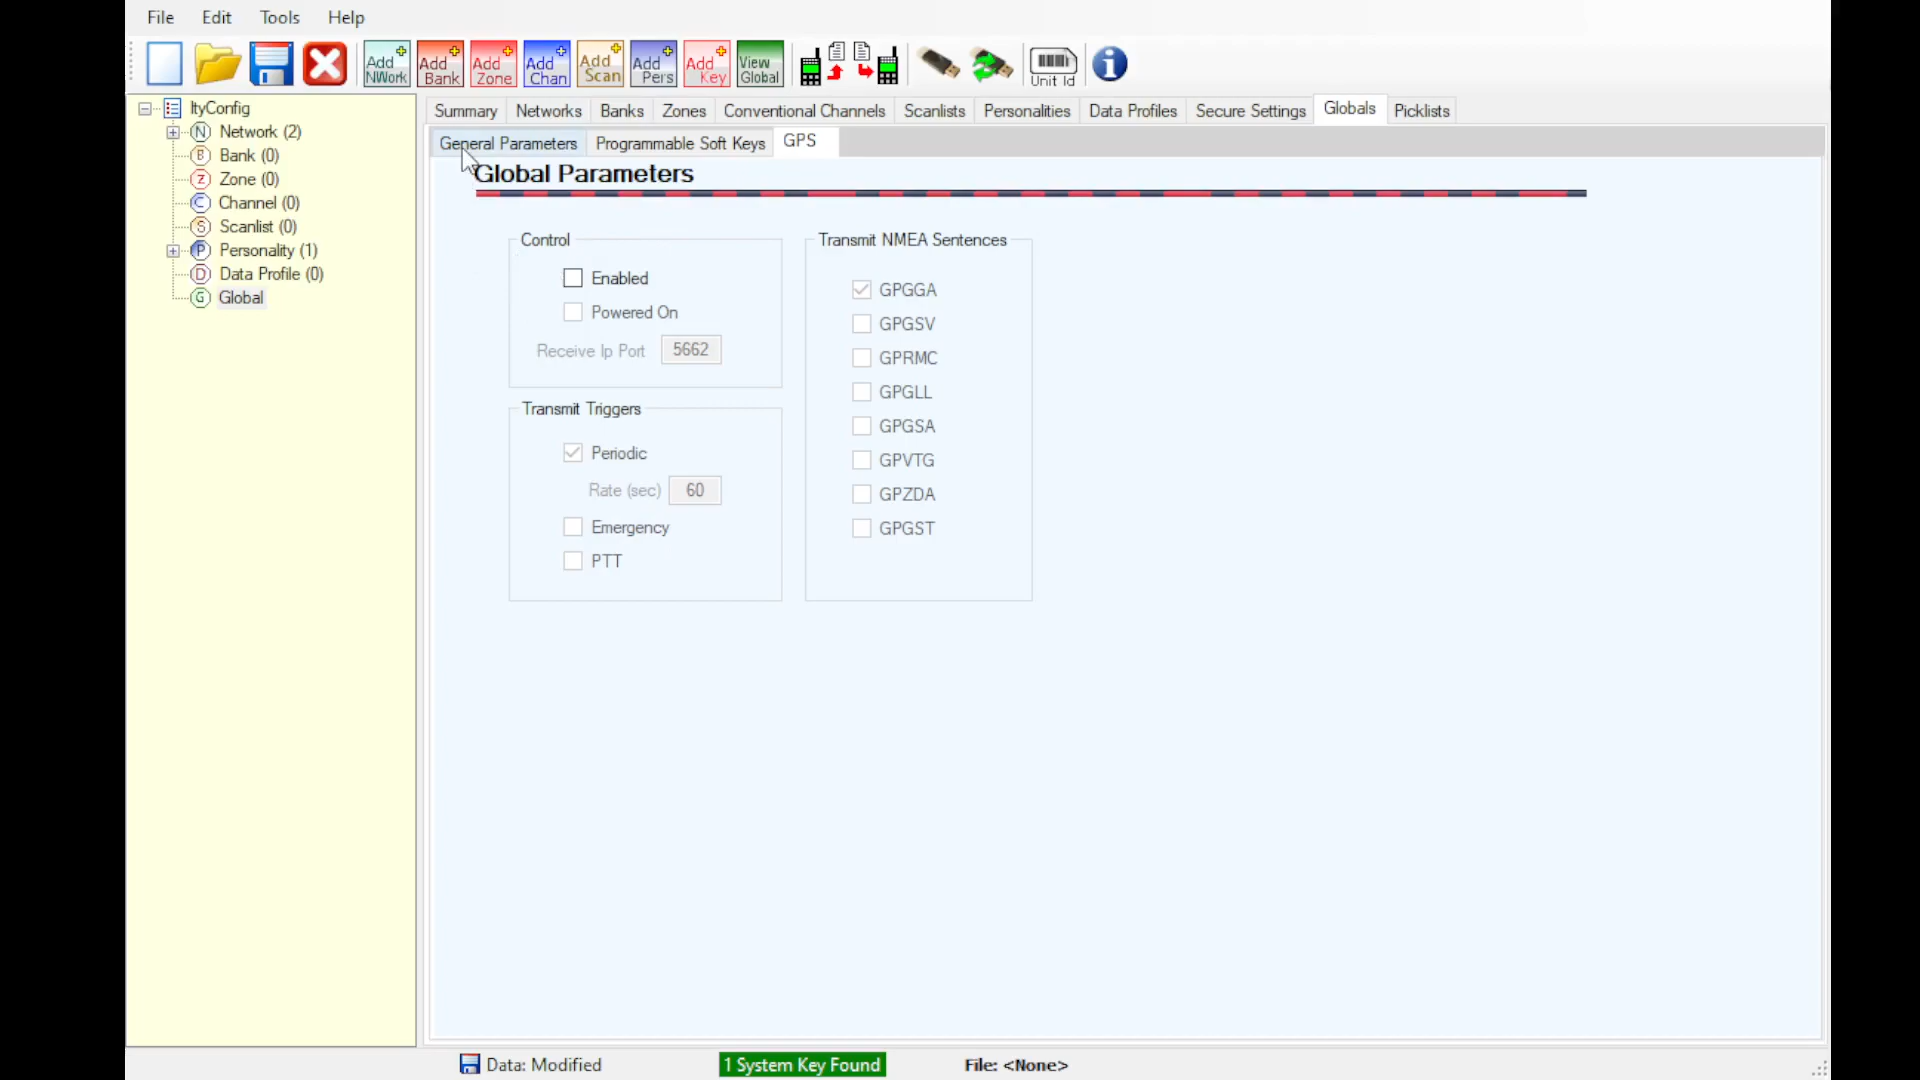 File Edit Tools Help
Add NWork
Add Bank
Add Zone
Add Chan
Add Scan
Add Pers
Add Key
View Global
Unit Id
ltyConfig
N Network (2)
B Bank (0)
Z Zone (0)
C Channel (0)
S Scanlist (0)
P Personality (1)
D Data Profile (0)
G Global
Summary Networks Banks Zones Conventional Channels Scanlists Personalities Data Profiles Secure Settings Globals Picklists
General Parameters Programmable Soft Keys GPS
Global Parameters
Control
Enabled
Powered On
Receive Ip Port 5662
Transmit Triggers
Periodic
Rate (sec) 60
Emergency
PTT
Transmit NMEA Sentences
GPGGA
GPGSV
GPRMC
GPGLL
GPGSA
GPVTG
GPZDA
GPGST
Data: Modified 1 System Key Found File: <None>